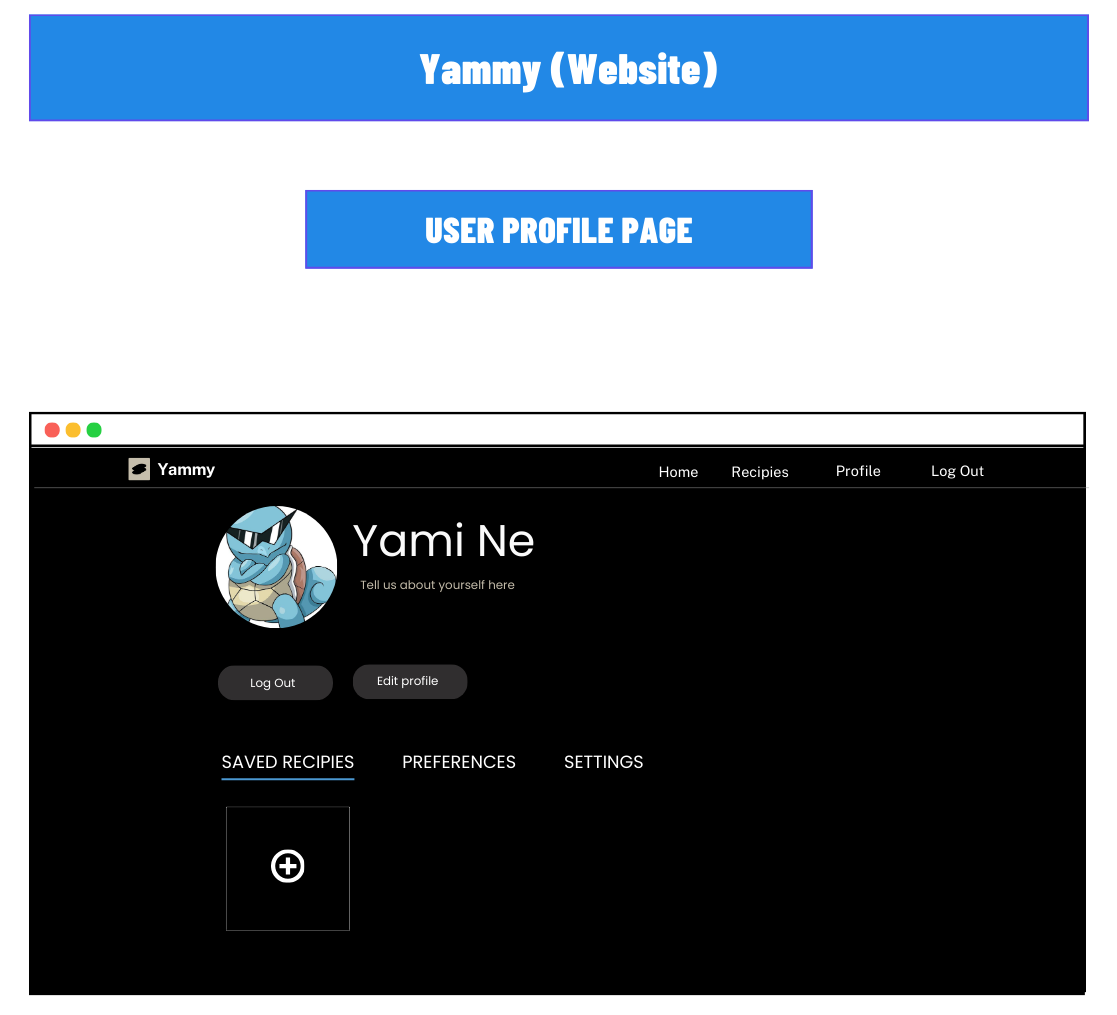 Yammy (Website)
USER PROFILE PAGE
Yammy
Home Recipies Profile Log Out
Yami Ne
Tell us about yourself here
Log Out Edit profile
SAVED RECIPIES PREFERENCES SETTINGS